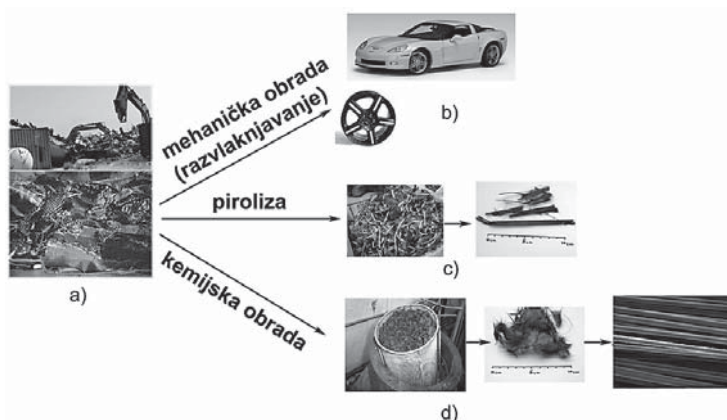 mehanička obrada
(razvlaknjavanje)
b)
piroliza
c)
a)
kemijska obrada
d)